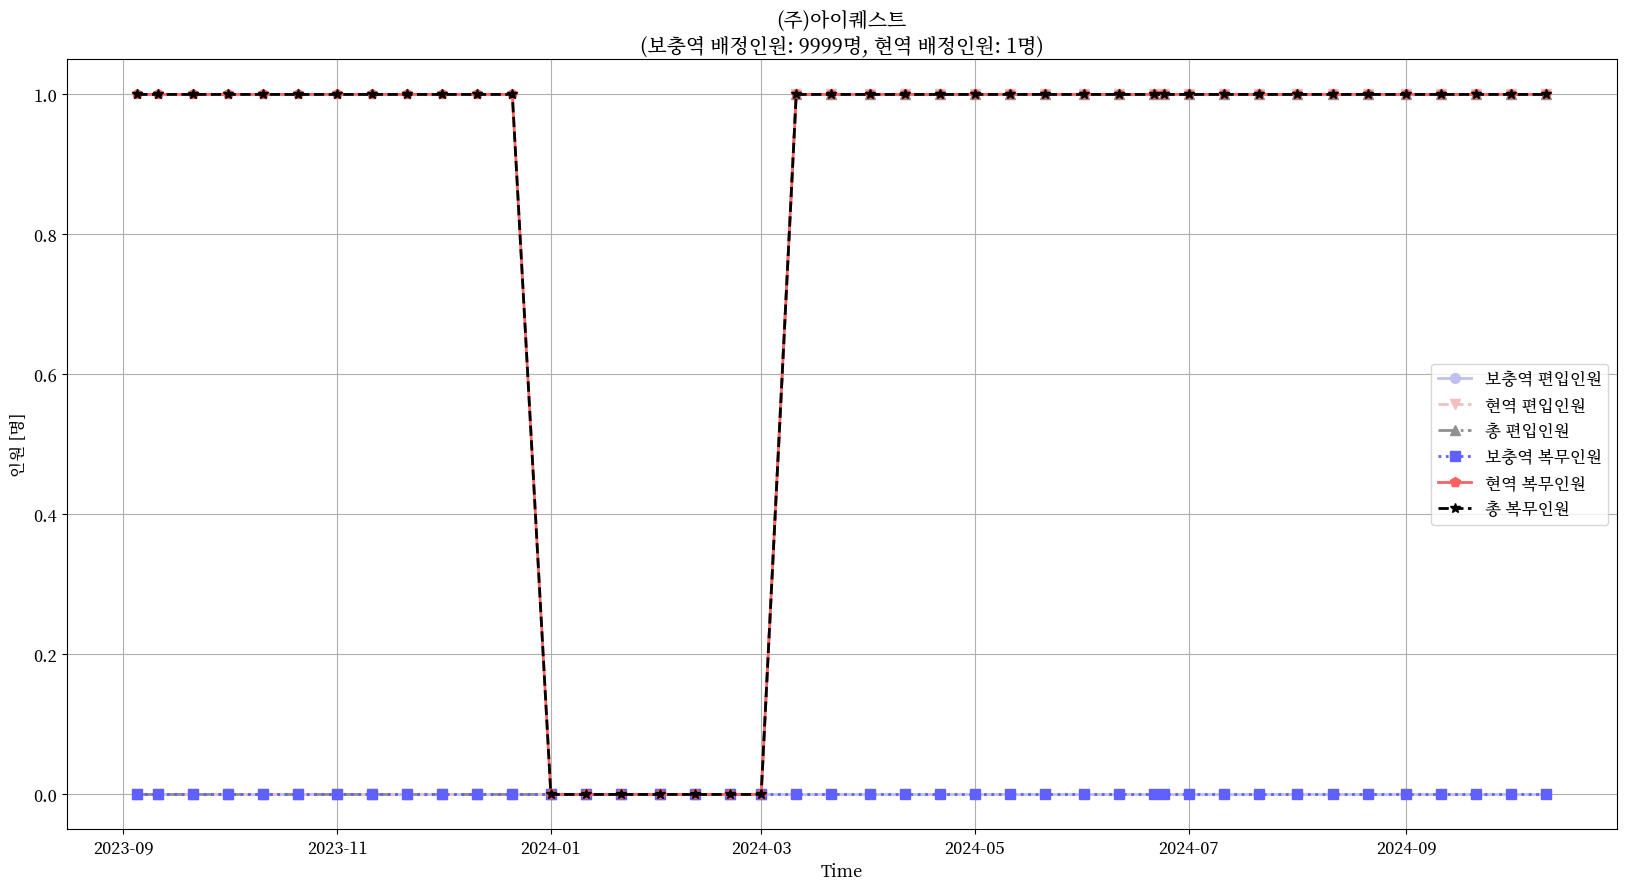 (주)아이퀘스트
(보충역 배정인원: 9999명, 현역 배정인원: 1명)
1.0
0.8
0.6
0.4
0.2
0.0
인원 [명]
보충역 편입인원
현역 편입인원
총 편입인원
보충역 복무인원
현역 복무인원
총 복무인원
2023-09
2023-11
2024-01
2024-03
2024-05
2024-07
2024-09
Time